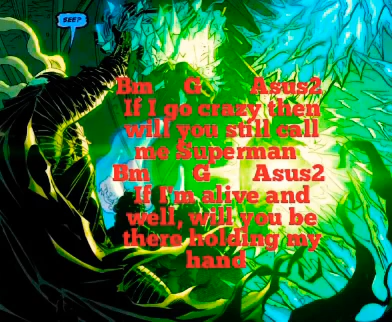 SEE?
Bm G Asus2
If I go crazy then
will you still call
me Superman
Bm G Asus2
If I'm alive and
well, will you be
there holding my
hand